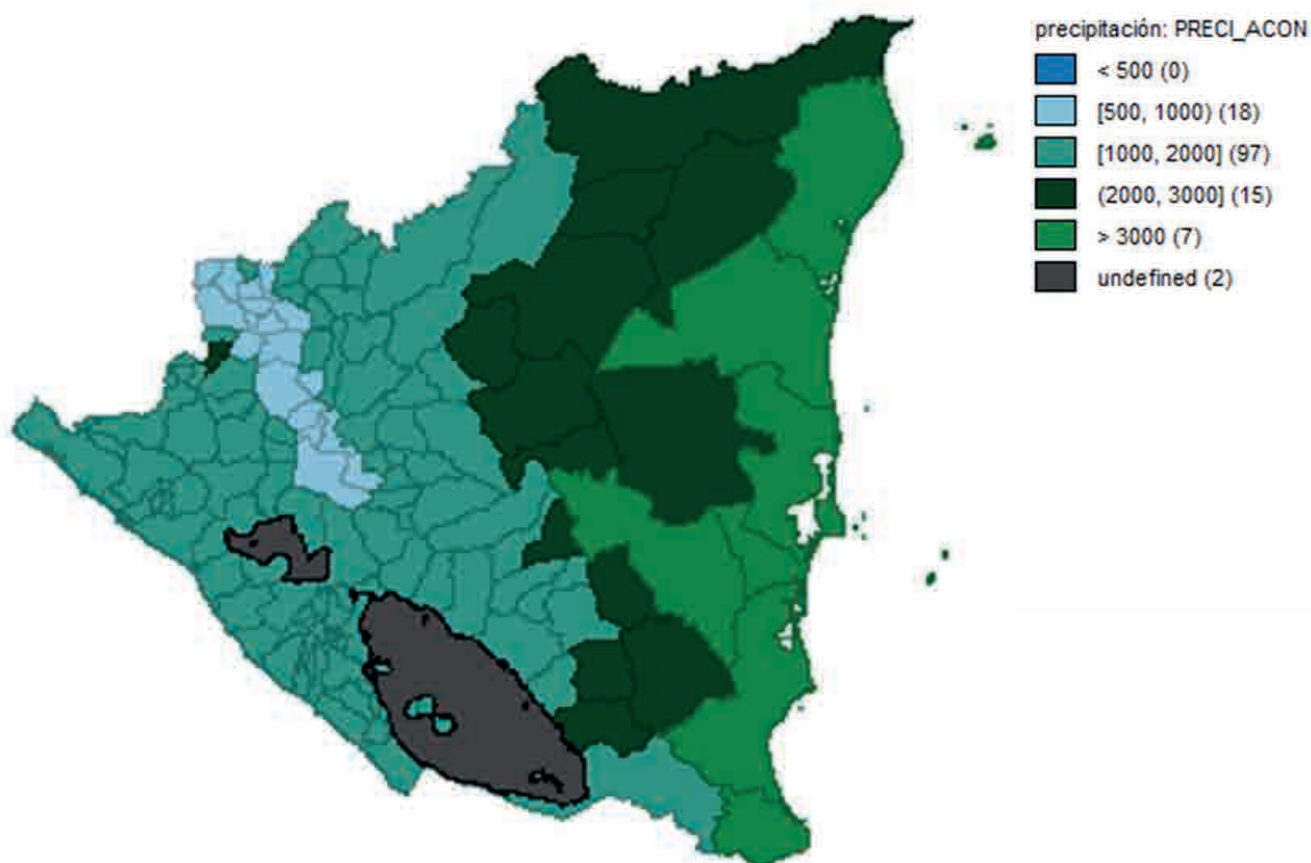 precipitación: PRECI_ACON
< 500 (0)
[500, 1000) (18)
[1000, 2000] (97)
(2000, 3000] (15)
> 3000 (7)
undefined (2)